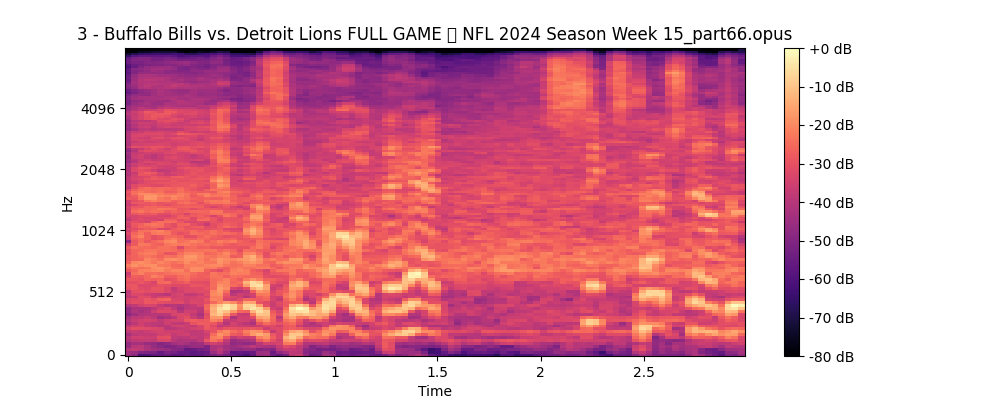 3 - Buffalo Bills vs. Detroit Lions FULL GAME ▯ NFL 2024 Season Week 15_part66.opus
Hz
4096
2048
1024
512
0
0 0.5 1 1.5 2 2.5
Time
+0 dB
-10 dB
-20 dB
-30 dB
-40 dB
-50 dB
-60 dB
-70 dB
-80 dB